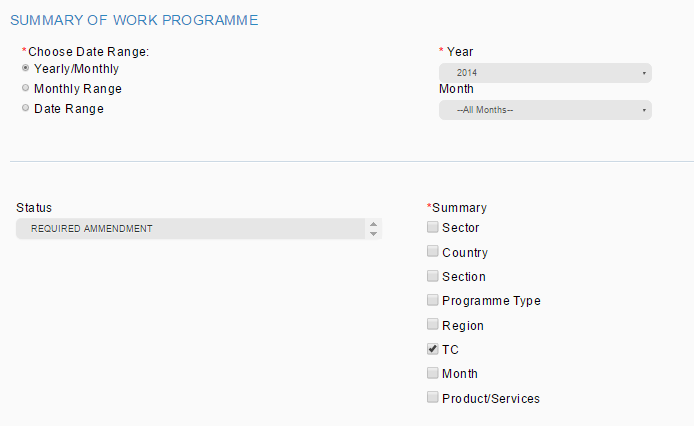 SUMMARY OF WORK PROGRAMME
*Choose Date Range:
Yearly/Monthly
Monthly Range
Date Range
* Year
2014
Month
--All Months--
Status
REQUIRED AMMENDMENT
*Summary
Sector
Country
Section
Programme Type
Region
TC
Month
Product/Services